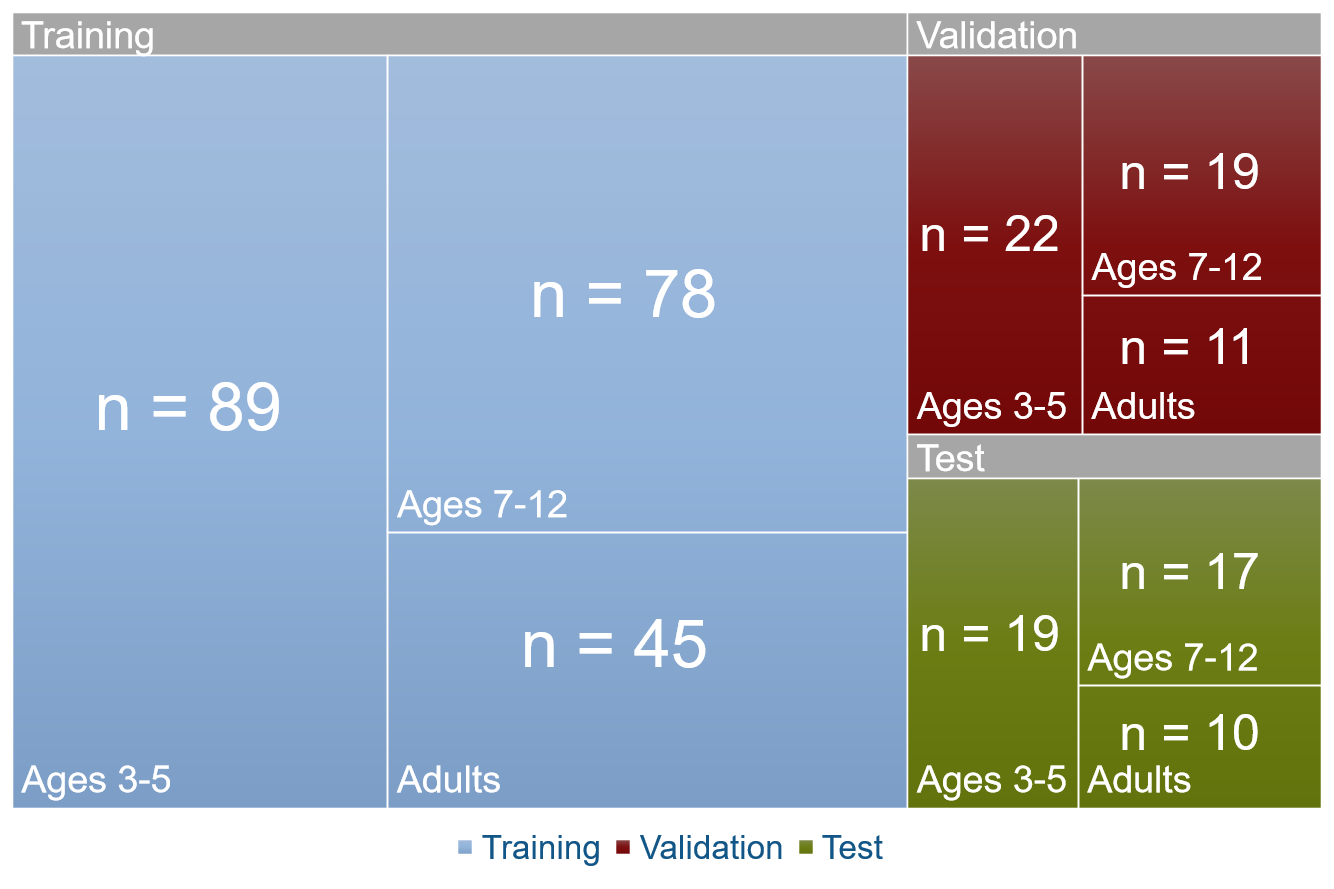 Training
n = 89
Ages 3-5
n = 78
Ages 7-12
n = 45
Adults
Validation
n = 22
Ages 3-5
n = 19
Ages 7-12
n = 11
Adults
Test
n = 19
Ages 3-5
n = 17
Ages 7-12
n = 10
Adults
Training Validation Test